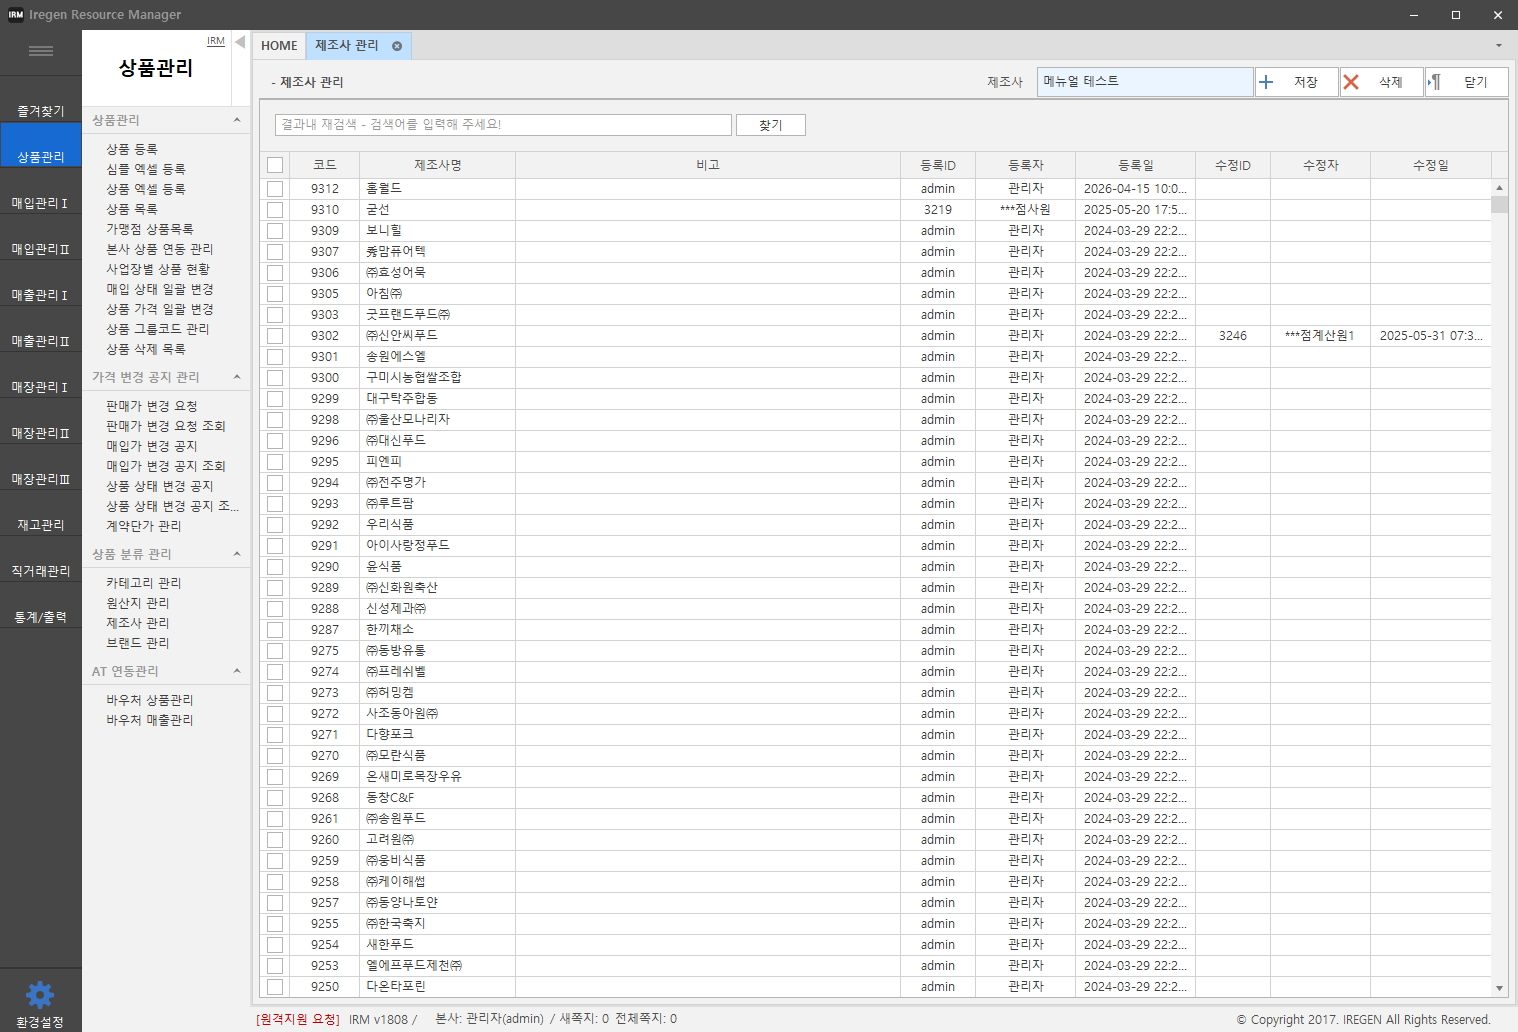 IRM Iregen Resource Manager
즐겨찾기
상품관리
매입관리 I
매입관리 II
매출관리 I
매출관리 II
매장관리 I
매장관리 II
매장관리 III
재고관리
직거래관리
통계/출력
환경설정
IRM
상품관리
상품관리
상품 등록
심플 엑셀 등록
상품 엑셀 등록
상품 목록
가맹점 상품목록
본사 상품 연동 관리
사업장별 상품 현황
매입 상태 일괄 변경
상품 가격 일괄 변경
상품 그룹코드 관리
상품 삭제 목록
가격 변경 공지 관리
판매가 변경 요청
판매가 변경 요청 조회
매입가 변경 공지
매입가 변경 공지 조회
상품 상태 변경 공지
상품 상태 변경 공지 조...
계약단가 관리
상품 분류 관리
카테고리 관리
원산지 관리
제조사 관리
브랜드 관리
AT 연동관리
바우처 상품관리
바우처 매출관리
HOME 제조사 관리
- 제조사 관리 제조사 메뉴얼 테스트 저장 삭제 닫기
결과내 재검색 - 검색어를 입력해 주세요! 찾기
코드 제조사명 비고 등록ID 등록자 등록일 수정ID 수정자 수정일
9312 홈월드 admin 관리자 2026-04-15 10:0...
9310 굳선 3219 ***점사원 2025-05-20 17:5...
9309 보니힐 admin 관리자 2024-03-29 22:2...
9307 admin 관리자 2024-03-29 22:2...
9306 ㈜효성어묵 admin 관리자 2024-03-29 22:2...
9305 아침㈜ admin 관리자 2024-03-29 22:2...
9303 굿프랜드푸드㈜ admin 관리자 2024-03-29 22:2...
9302 ㈜신안씨푸드 admin 관리자 2024-03-29 22:2... 3246 ***점계산원1 2025-05-31 07:3...
9301 송원에스엘 admin 관리자 2024-03-29 22:2...
9300 구미시농협쌀조합 admin 관리자 2024-03-29 22:2...
9299 대구탁주합동 admin 관리자 2024-03-29 22:2...
9298 ㈜울산모나리자 admin 관리자 2024-03-29 22:2...
9296 ㈜대신푸드 admin 관리자 2024-03-29 22:2...
9295 피엔피 admin 관리자 2024-03-29 22:2...
9294 ㈜전주명가 admin 관리자 2024-03-29 22:2...
9293 ㈜루트팜 admin 관리자 2024-03-29 22:2...
9292 우리식품 admin 관리자 2024-03-29 22:2...
9291 아이사랑정푸드 admin 관리자 2024-03-29 22:2...
9290 윤식품 admin 관리자 2024-03-29 22:2...
9289 ㈜신화원축산 admin 관리자 2024-03-29 22:2...
9288 신성제과㈜ admin 관리자 2024-03-29 22:2...
9287 한끼채소 admin 관리자 2024-03-29 22:2...
9275 ㈜동방유통 admin 관리자 2024-03-29 22:2...
9274 ㈜프레쉬벨 admin 관리자 2024-03-29 22:2...
9273 ㈜허밍켐 admin 관리자 2024-03-29 22:2...
9272 사조동아원㈜ admin 관리자 2024-03-29 22:2...
9271 다향포크 admin 관리자 2024-03-29 22:2...
9270 ㈜모란식품 admin 관리자 2024-03-29 22:2...
9269 온새미로목장우유 admin 관리자 2024-03-29 22:2...
9268 동창C&F admin 관리자 2024-03-29 22:2...
9261 ㈜송원푸드 admin 관리자 2024-03-29 22:2...
9260 고려원㈜ admin 관리자 2024-03-29 22:2...
9259 ㈜웅비식품 admin 관리자 2024-03-29 22:2...
9258 ㈜케이해썹 admin 관리자 2024-03-29 22:2...
9257 ㈜동양나토얀 admin 관리자 2024-03-29 22:2...
9255 ㈜한국축지 admin 관리자 2024-03-29 22:2...
9254 새한푸드 admin 관리자 2024-03-29 22:2...
9253 엘에프푸드제천㈜ admin 관리자 2024-03-29 22:2...
9250 다온타포린 admin 관리자 2024-03-29 22:2...
[원격지원 요청] IRM v1808 / 본사: 관리자(admin) / 새쪽지: 0 전체쪽지: 0 © Copyright 2017. IREGEN All Rights Reserved.